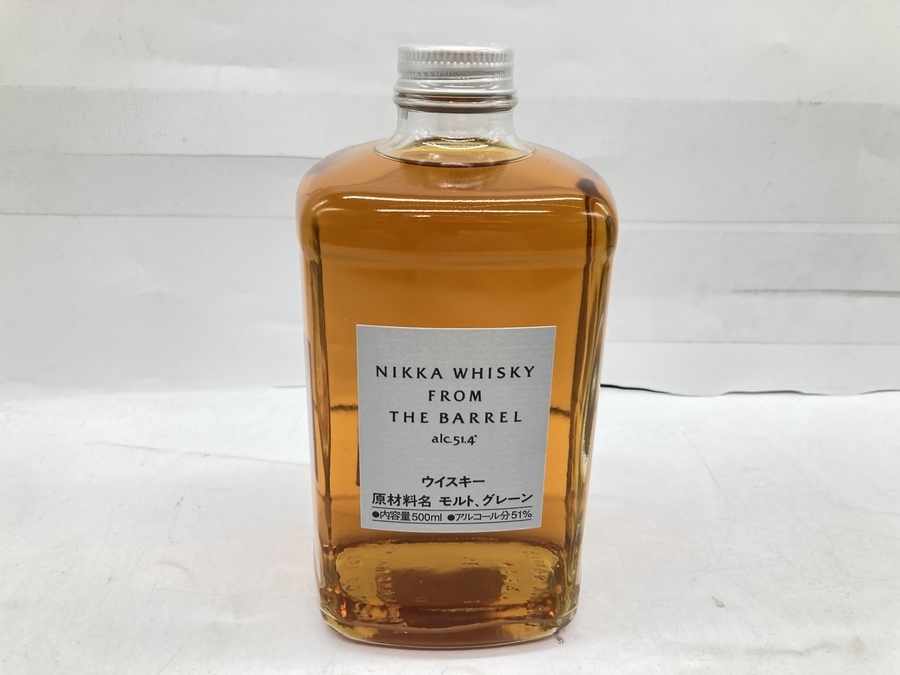 NIKKA WHISKY
FROM
THE BARREL
alc.51.4°
ウイスキー
原材料名 モルト、グレーン
●内容量500ml ●アルコール分51%